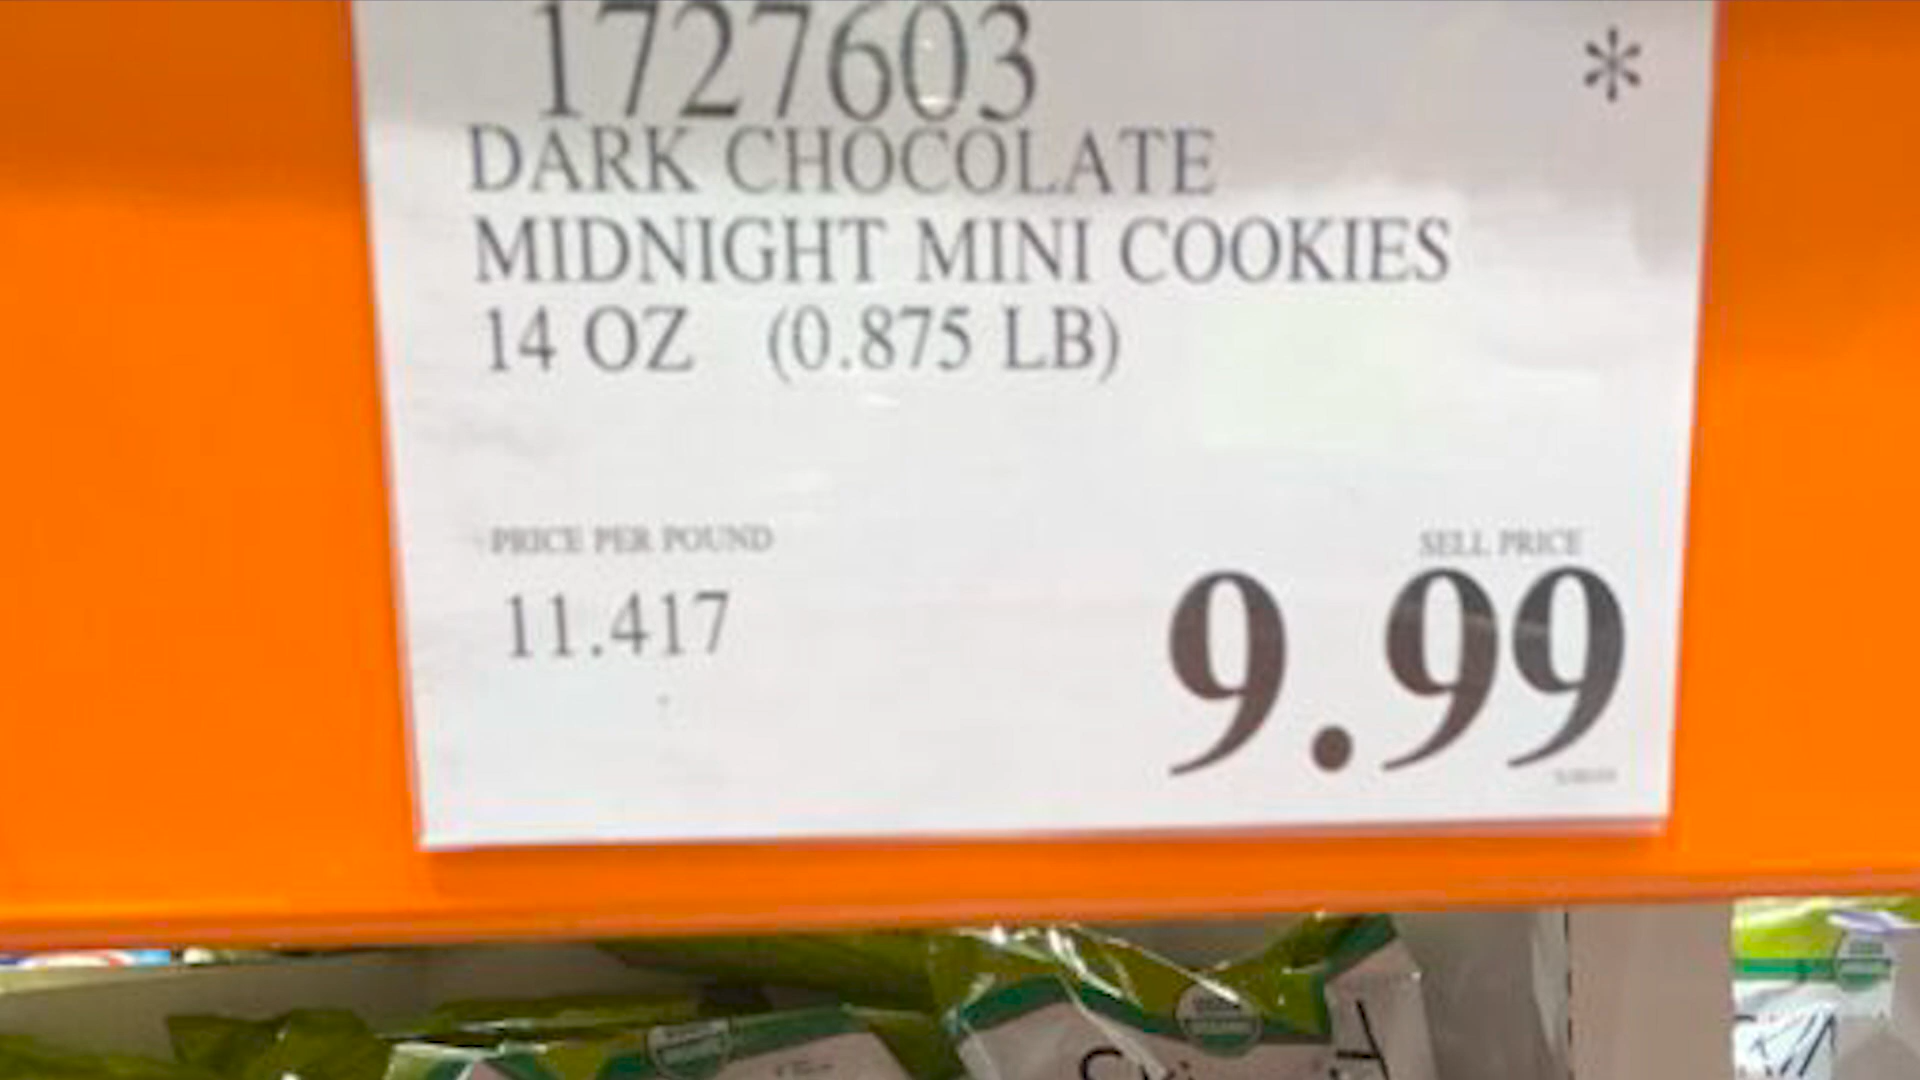 1727603
*
DARK CHOCOLATE
MIDNIGHT MINI COOKIES
14 OZ (0.875 LB)
PRICE PER POUND
SELL PRICE
11.417
9.99
ORGANIC